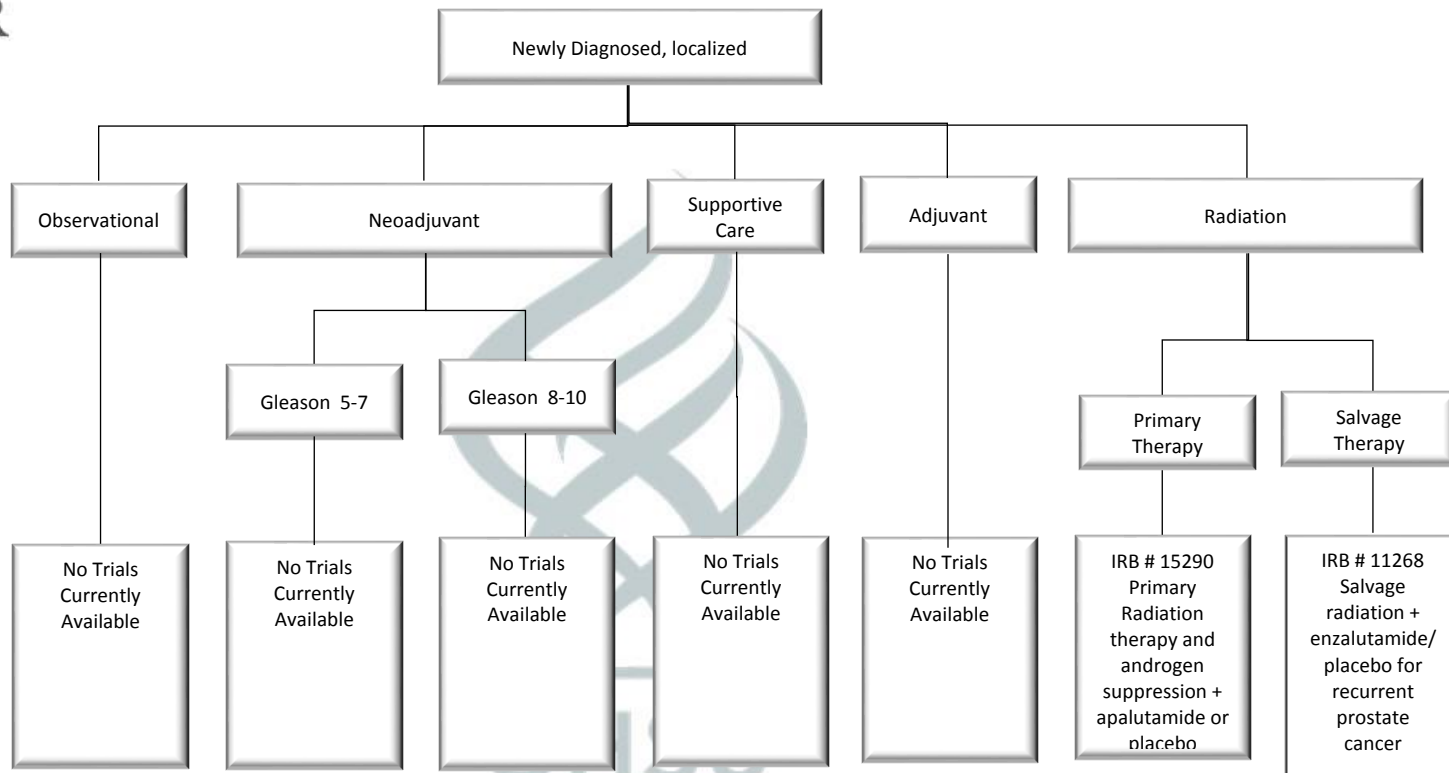 Newly Diagnosed, localized
Observational
Neoadjuvant
Supportive
Care
Adjuvant
Radiation
Gleason 5-7
Gleason 8-10
Primary
Therapy
Salvage
Therapy
No Trials
Currently
Available
No Trials
Currently
Available
No Trials
Currently
Available
No Trials
Currently
Available
No Trials
Currently
Available
IRB # 15290
Primary
Radiation
therapy and
androgen
suppression +
apalutamide or
placebo
IRB # 11268
Salvage
radiation +
enzalutamide/
placebo for
recurrent
prostate
cancer